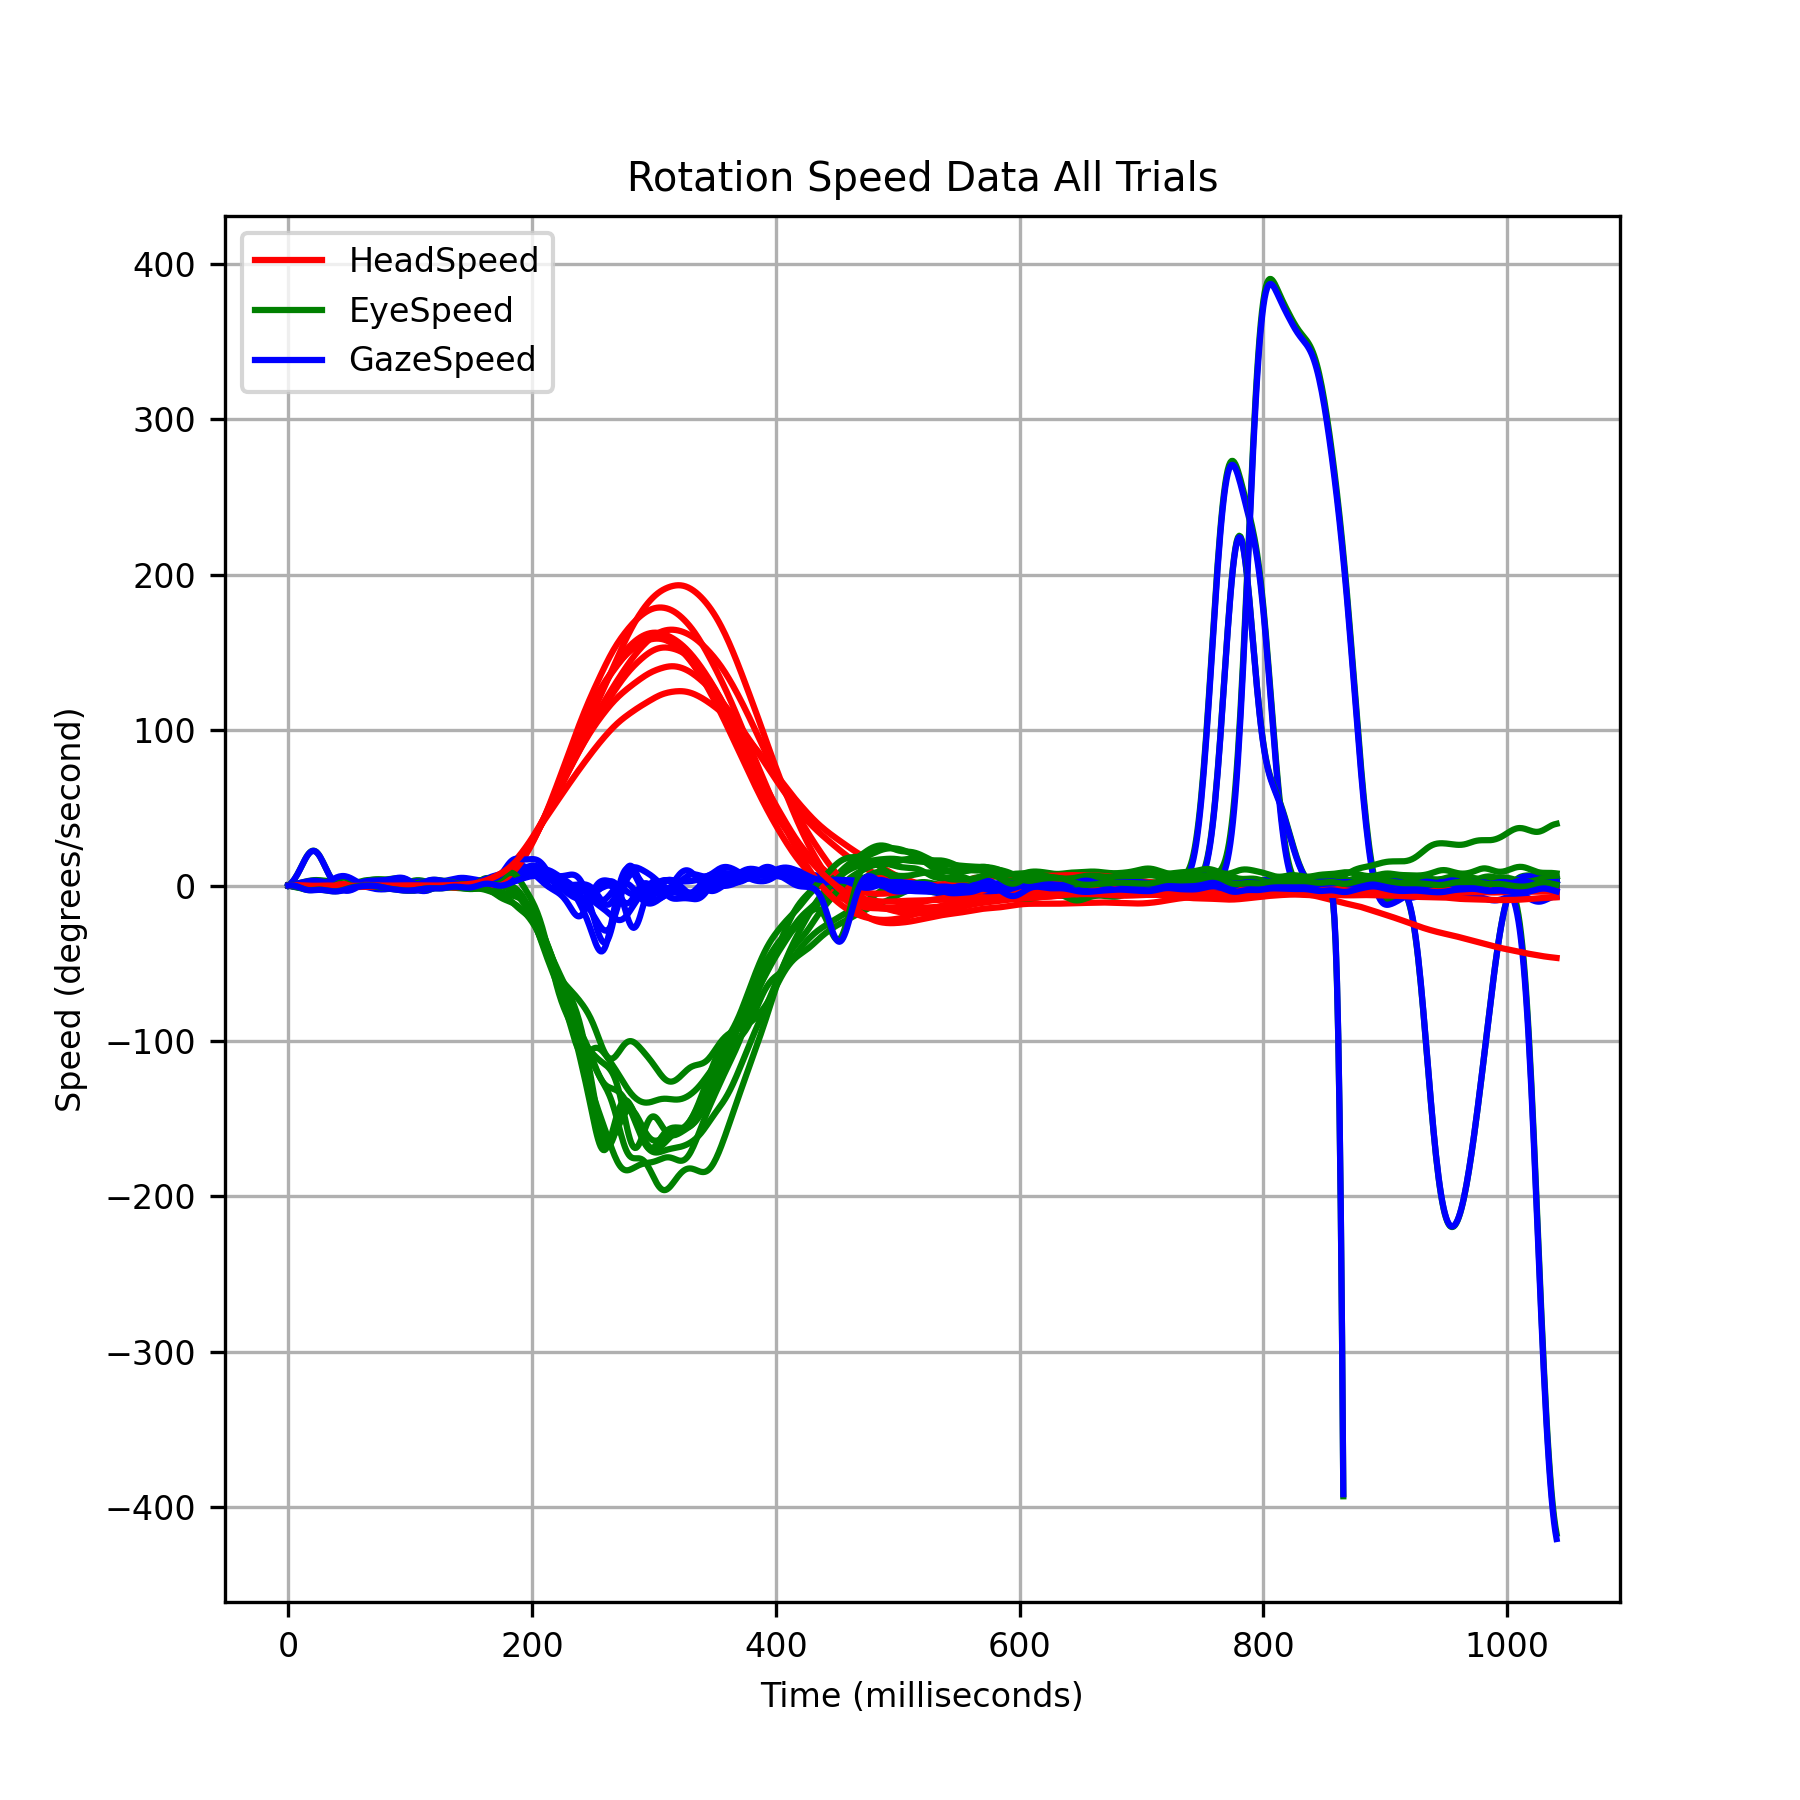 Rotation Speed Data All Trials
HeadSpeed
EyeSpeed
GazeSpeed
400
300
200
100
0
−100
−200
−300
−400
Speed (degrees/second)
0 200 400 600 800 1000
Time (milliseconds)